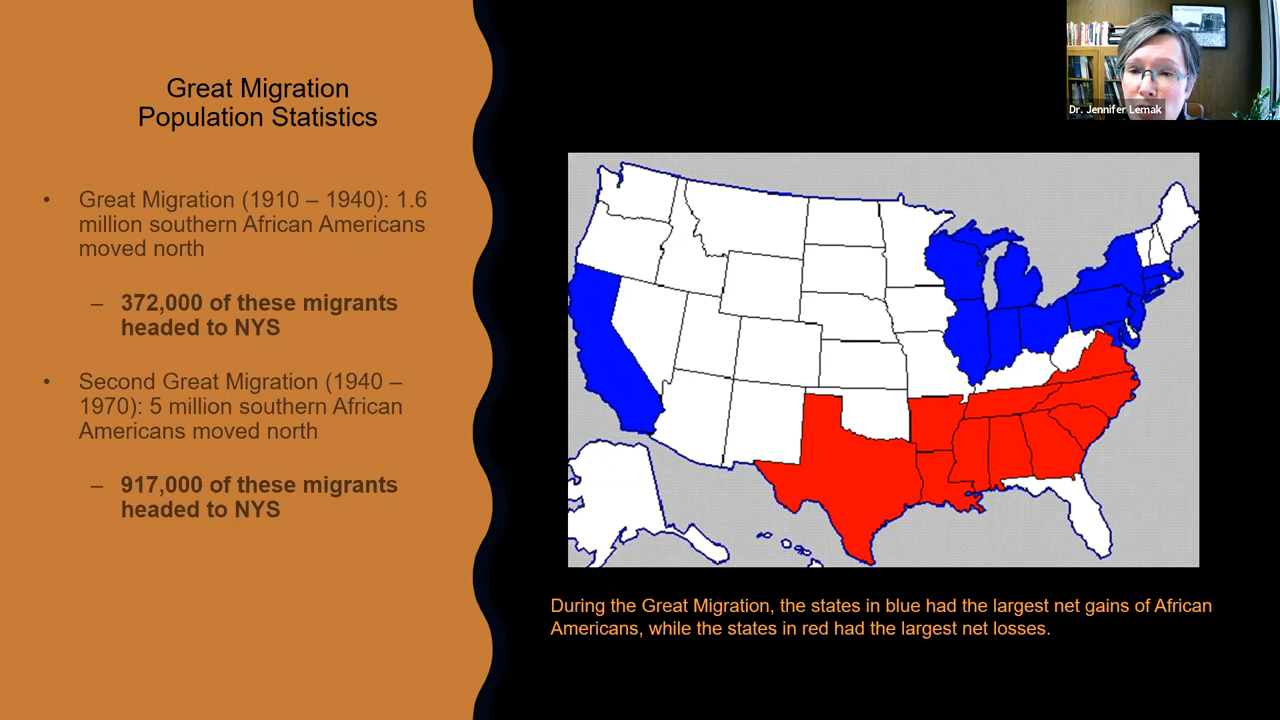 Great Migration
Population Statistics
• Great Migration (1910 – 1940): 1.6
million southern African Americans
moved north
– 372,000 of these migrants
headed to NYS
• Second Great Migration (1940 –
1970): 5 million southern African
Americans moved north
– 917,000 of these migrants
headed to NYS
Dr. Jennifer Lemak
During the Great Migration, the states in blue had the largest net gains of African
Americans, while the states in red had the largest net losses.